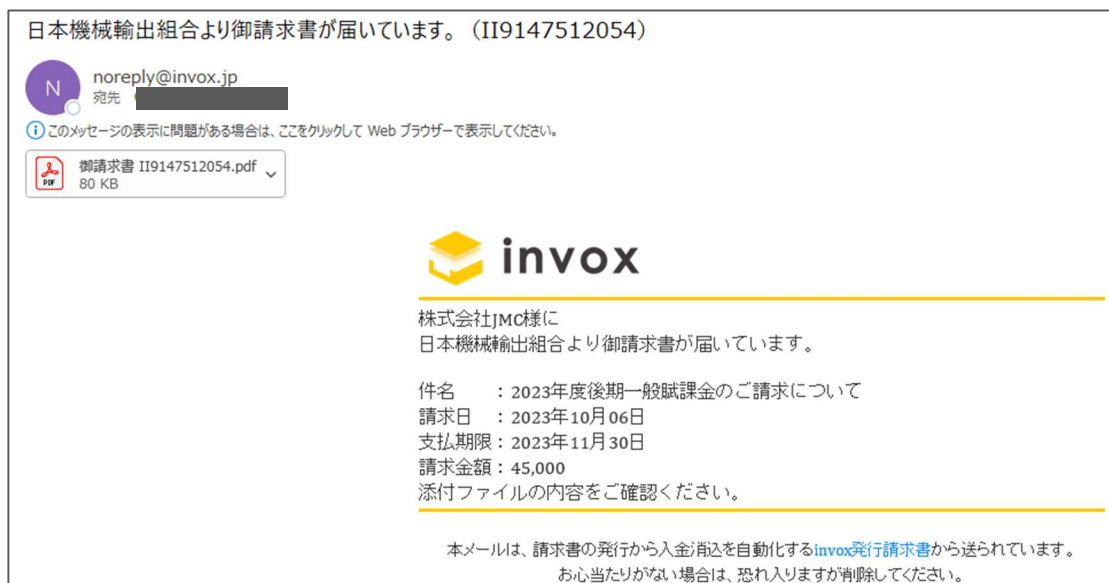 日本機械輸出組合より御請求書が届いています。（II9147512054）
N
noreply@invox.jp
宛先
このメッセージの表示に問題がある場合は、ここをクリックして Web ブラウザーで表示してください。
御請求書 II9147512054.pdf
PDF
80 KB
invox
株式会社JMC様に
日本機械輸出組合より御請求書が届いています。
件名　　：2023年度後期一般賦課金のご請求について
請求日　：2023年10月06日
支払期限：2023年11月30日
請求金額：45,000
添付ファイルの内容をご確認ください。
本メールは、請求書の発行から入金消込を自動化するinvox発行請求書から送られています。
お心当たりがない場合は、恐れ入りますが削除してください。